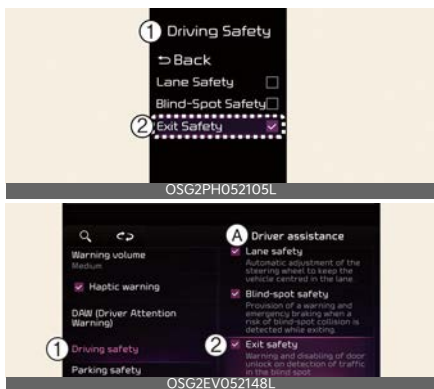 1 Driving Safety
Back
Lane Safety
Blind-Spot Safety
2 Exit Safety
OSG2PH052105L
A Driver assistance
Warning volume
Medium
Haptic warning
DAW (Driver Attention
Warning)
1 Driving safety
Parking safety
Lane safety
Automatic adjustment of the
steering wheel to keep the
vehicle centred in the lane
Blind-spot safety
Provision of a warning and
emergency braking when a
risk of blind-spot collision is
detected while exiting
2 Exit safety
Warning and disabling of door
unlock on detection of traffic
in the blind spot
OSG2EV052148L